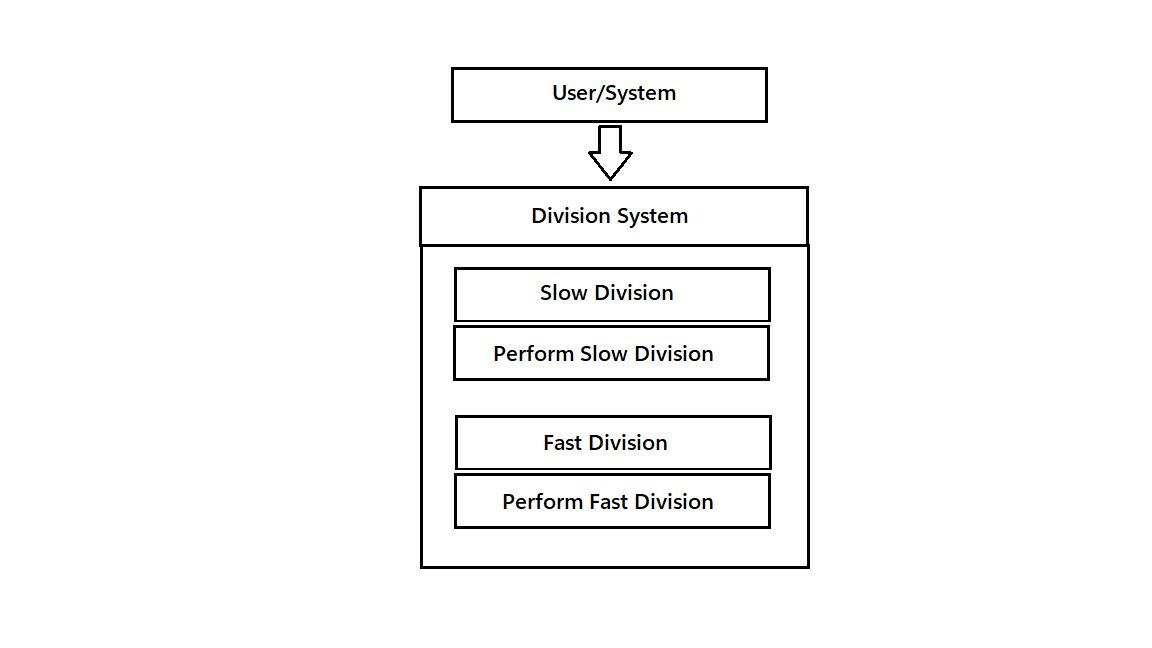 User/System
Division System
Slow Division
Perform Slow Division
Fast Division
Perform Fast Division